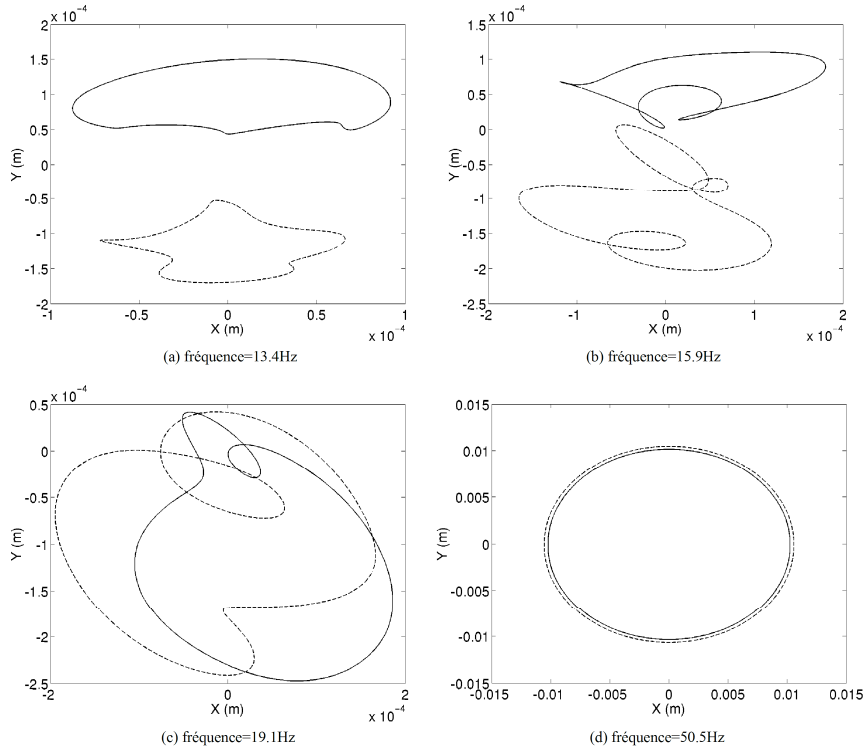 x 10⁻⁴
2
1.5
1
0.5
0
-0.5
-1
-1.5
-2
Y (m)
-1 -0.5 0 0.5 1
X (m)
x 10⁻⁴
(a) fréquence=13.4Hz
x 10⁻⁴
1.5
1
0.5
0
-0.5
-1
-1.5
-2
-2.5
Y (m)
-2 -1 0 1 2
X (m)
x 10⁻⁴
(b) fréquence=15.9Hz
x 10⁻⁴
0.5
0
-0.5
-1
-1.5
-2
-2.5
Y (m)
-2 -1 0 1 2
X (m)
x 10⁻⁴
(c) fréquence=19.1Hz
0.015
0.01
0.005
0
-0.005
-0.01
-0.015
Y (m)
-0.015 -0.01 -0.005 0 0.005 0.01 0.015
X (m)
(d) fréquence=50.5Hz